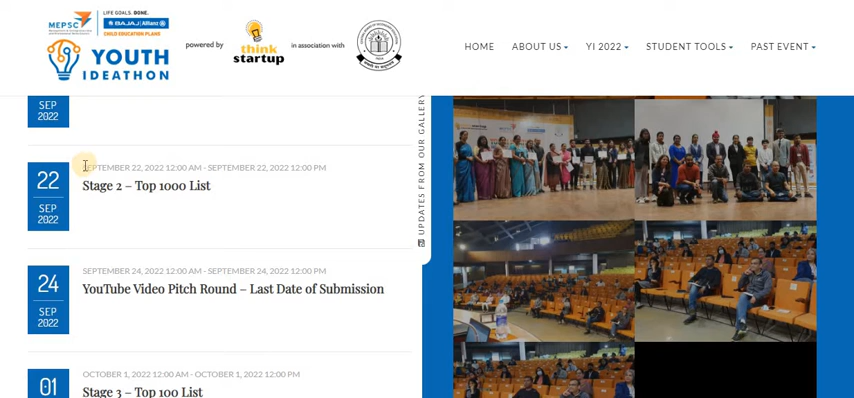 MEPSC
LIFE GOALS. DONE.
BAJAJ Allianz
CHILD EDUCATION PLANS
YOUTH
IDEATHON
powered by
think
startup
in association with
HOME
ABOUT US
YI 2022
STUDENT TOOLS
PAST EVENT
SEP
2022
22
SEP
2022
SEPTEMBER 22, 2022 12:00 AM - SEPTEMBER 22, 2022 12:00 PM
Stage 2 – Top 1000 List
24
SEP
2022
SEPTEMBER 24, 2022 12:00 AM - SEPTEMBER 24, 2022 12:00 PM
YouTube Video Pitch Round – Last Date of Submission
01
OCTOBER 1, 2022 12:00 AM - OCTOBER 1, 2022 12:00 PM
Stage 3 – Top 100 List
UPDATES FROM OUR GALLERY